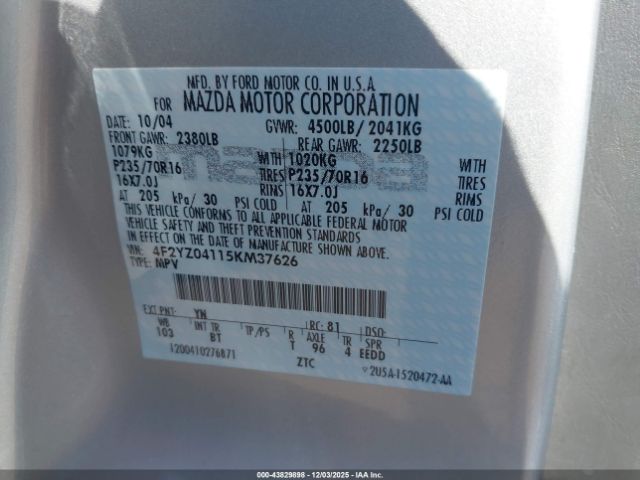 MFD. BY FORD MOTOR CO. IN U.S.A.
FOR MAZDA MOTOR CORPORATION
DATE: 10/04 GVWR: 4500LB/ 2041KG
FRONT GAWR: 2380LB REAR GAWR: 2250LB
1079KG WITH 1020KG WITH
P235/70R16 TIRES P235/70R16 TIRES
16X7.0J RIMS 16X7.0J RIMS
AT 205 kPa/ 30 PSI COLD AT 205 kPa/ 30 PSI COLD
THIS VEHICLE CONFORMS TO ALL APPLICABLE FEDERAL MOTOR
VEHICLE SAFETY AND THEFT PREVENTION STANDARDS
IN EFFECT ON THE DATE OF MANUFACTURE SHOWN ABOVE.
VIN: 4F2YZ04115KM37626
TYPE: MPV
EXT PNT: YN RC: 81 DSO:
WB INT TR TP/PS R AXLE TR SPR
103 BT T 96 4 EEDD
1200410276871 ZTC 2U5A-1520472-AA
mazda
000-43829898 | 12/03/2025 - IAAI.COM